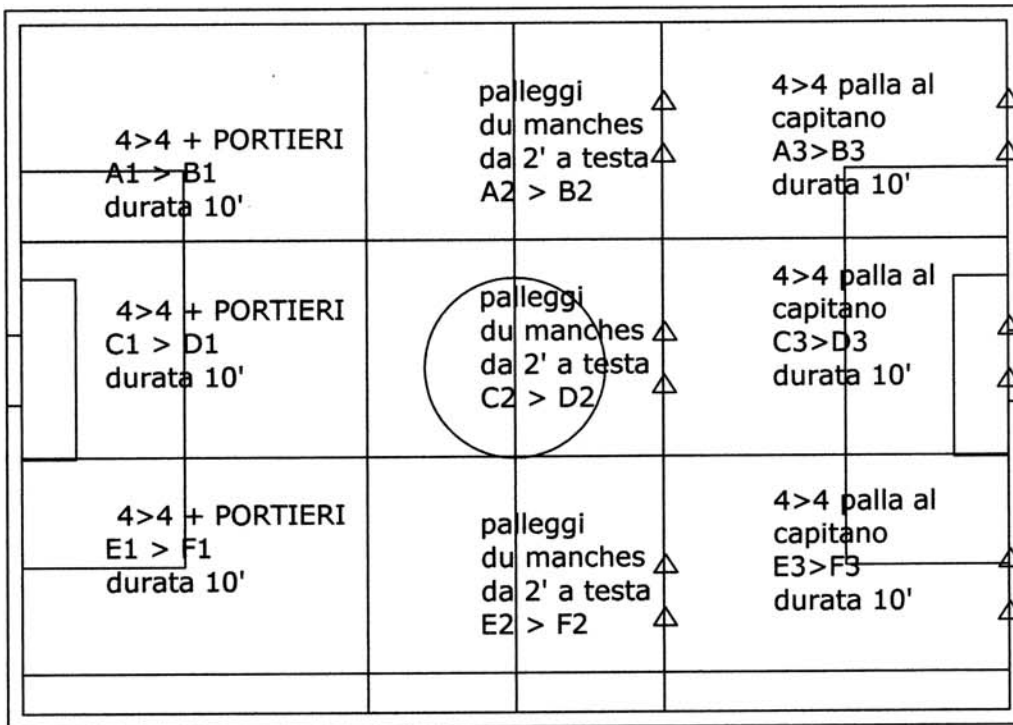 4>4 + PORTIERI
A1 > B1
durata 10'
palleggi
du manches
da 2' a testa
A2 > B2
4>4 palla al
capitano
A3>B3
durata 10'
4>4 + PORTIERI
C1 > D1
durata 10'
palleggi
du manches
da 2' a testa
C2 > D2
4>4 palla al
capitano
C3>D3
durata 10'
4>4 + PORTIERI
E1 > F1
durata 10'
palleggi
du manches
da 2' a testa
E2 > F2
4>4 palla al
capitano
E3>F3
durata 10'